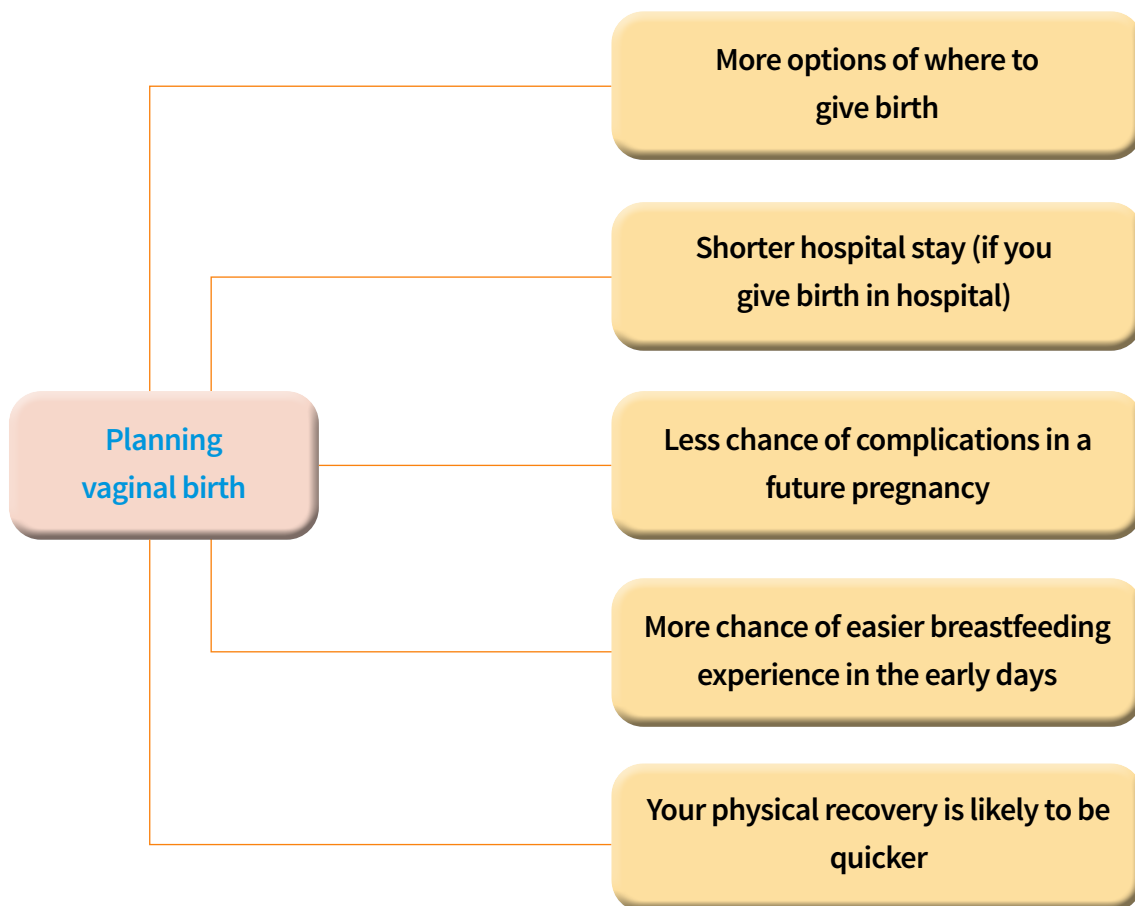 More options of where to
give birth
Shorter hospital stay (if you
give birth in hospital)
Planning
vaginal birth
Less chance of complications in a
future pregnancy
More chance of easier breastfeeding
experience in the early days
Your physical recovery is likely to be
quicker